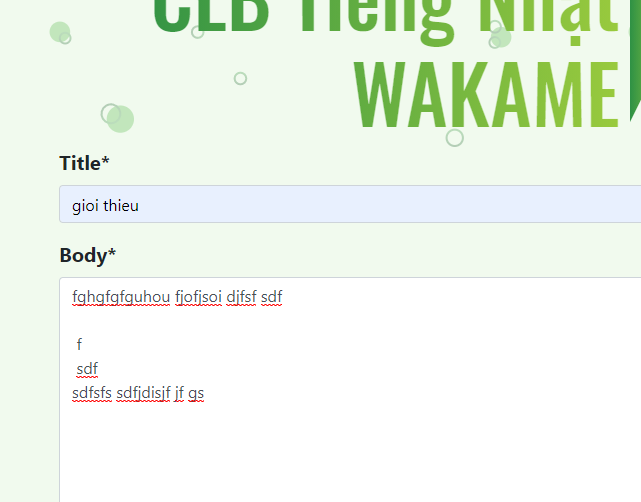 CLB Tiếng Nhật
WAKAME
Title*
gioi thieu
Body*
fghgfgfguhou fjofjsoi djfsf sdf
f
sdf
sdfsfs sdfjdisjf jf gs